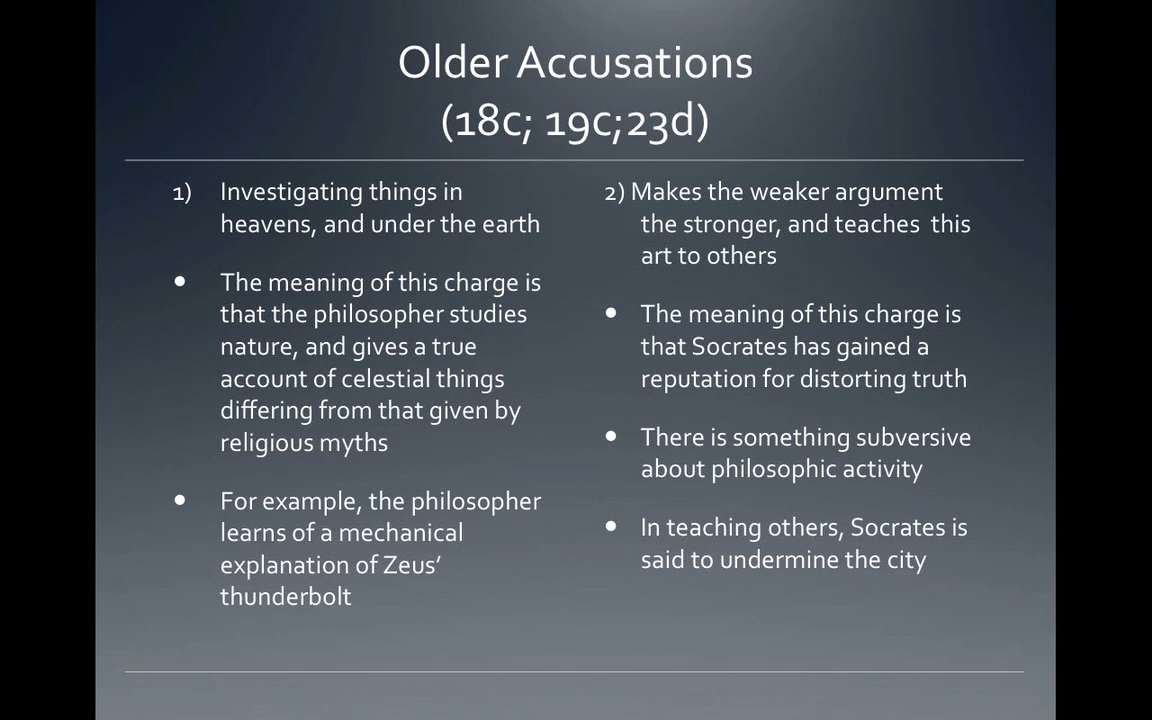 Older Accusations
(18c; 19c;23d)
1) Investigating things in
heavens, and under the earth
• The meaning of this charge is
that the philosopher studies
nature, and gives a true
account of celestial things
differing from that given by
religious myths
• For example, the philosopher
learns of a mechanical
explanation of Zeus’
thunderbolt
2) Makes the weaker argument
the stronger, and teaches  this
art to others
• The meaning of this charge is
that Socrates has gained a
reputation for distorting truth
• There is something subversive
about philosophic activity
• In teaching others, Socrates is
said to undermine the city